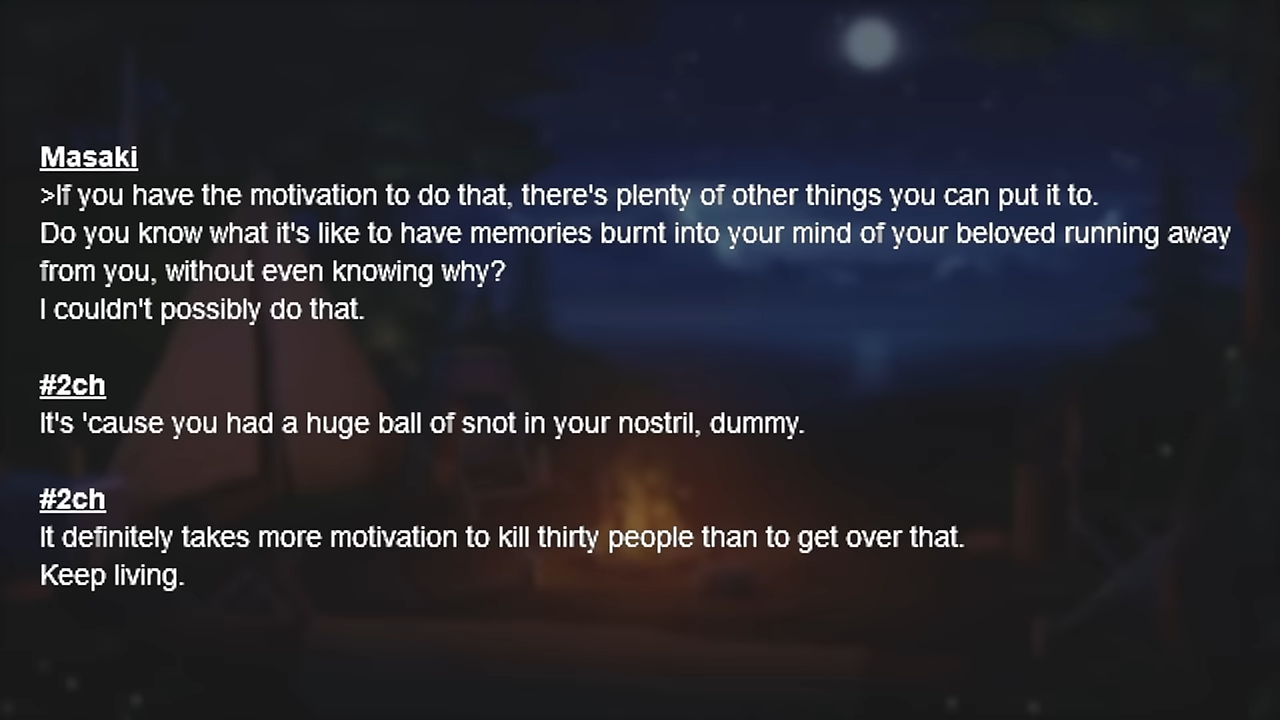 Masaki
>If you have the motivation to do that, there's plenty of other things you can put it to.
Do you know what it's like to have memories burnt into your mind of your beloved running away
from you, without even knowing why?
I couldn't possibly do that.
#2ch
It's 'cause you had a huge ball of snot in your nostril, dummy.
#2ch
It definitely takes more motivation to kill thirty people than to get over that.
Keep living.